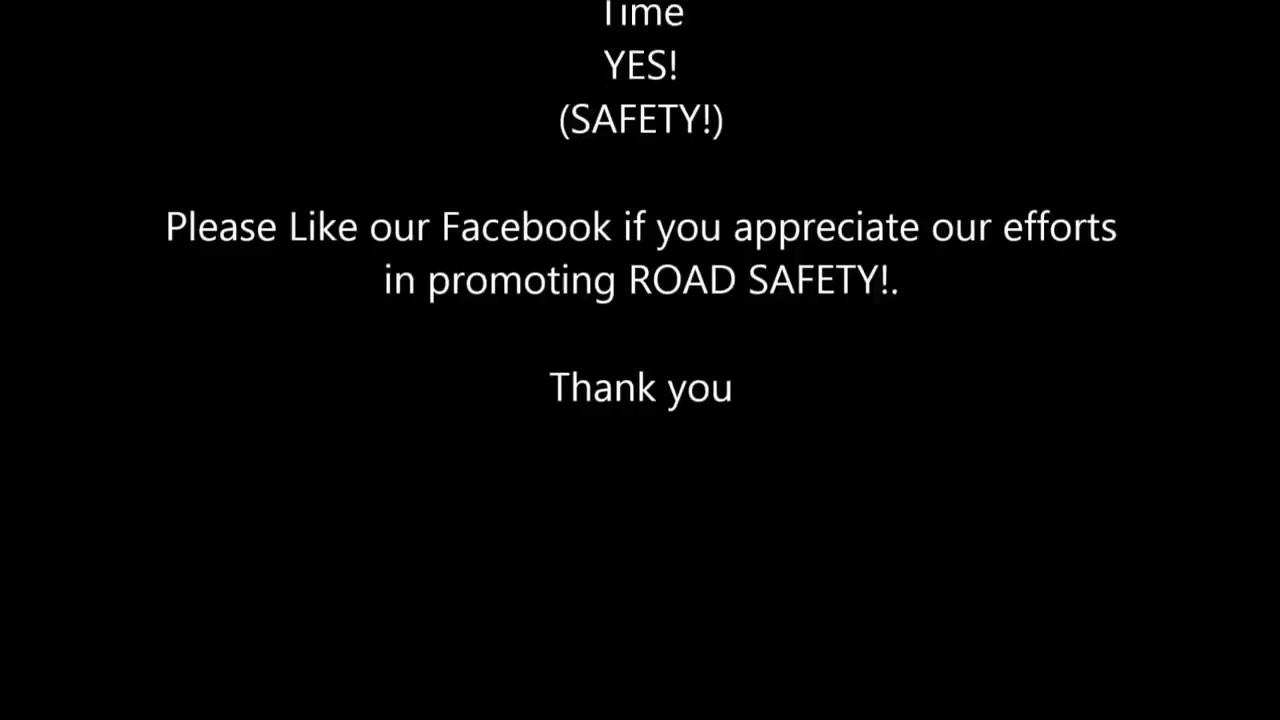 Time
YES!
(SAFETY!)
Please Like our Facebook if you appreciate our efforts
in promoting ROAD SAFETY!.
Thank you